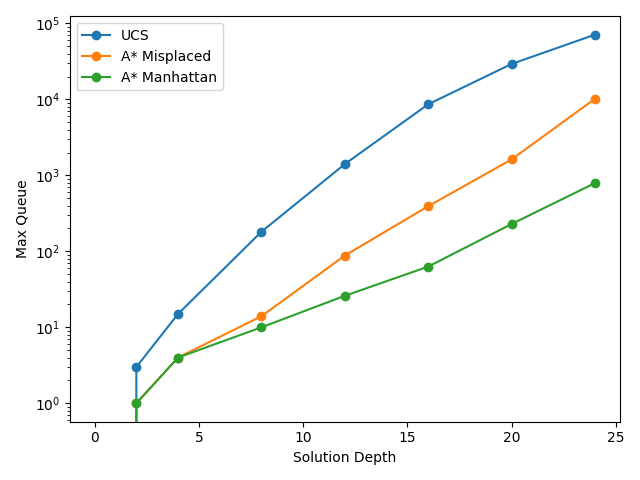 UCS
A* Misplaced
A* Manhattan
Max Queue
10^5
10^4
10^3
10^2
10^1
10^0
0 5 10 15 20 25
Solution Depth